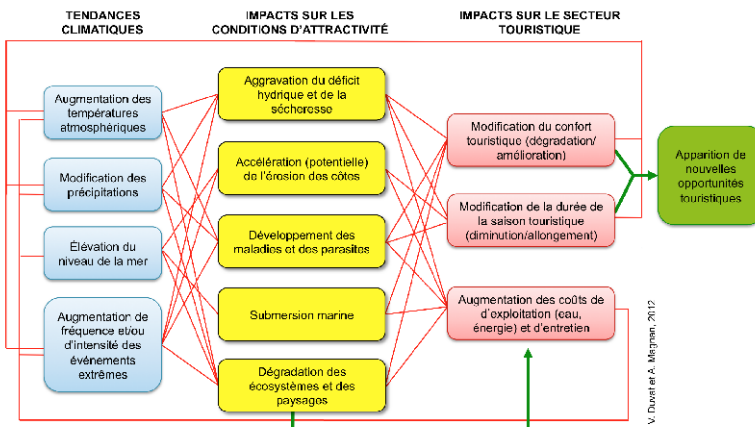 TENDANCES
CLIMATIQUES
IMPACTS SUR LES
CONDITIONS D'ATTRACTIVITÉ
IMPACTS SUR LE SECTEUR
TOURISTIQUE
Augmentation des
températures
atmosphériques
Modification des
précipitations
Élévation du
niveau de la mer
Augmentation de
fréquence et/ou
d'intensité des
événements
extrêmes
Aggravation du déficit
hydrique et de la
sécheresse
Accélération (potentielle)
de l'érosion des côtes
Développement des
maladies et des parasites
Submersion marine
Dégradation des
écosystèmes et des
paysages
Modification du confort
touristique (dégradation/
amélioration)
Modification de la durée de
la saison touristique
(diminution/allongement)
Augmentation des coûts de
d'exploitation (eau,
énergie) et d'entretien
Apparition de
nouvelles
opportunités
touristiques
V. Duvat et A. Magnan, 2012